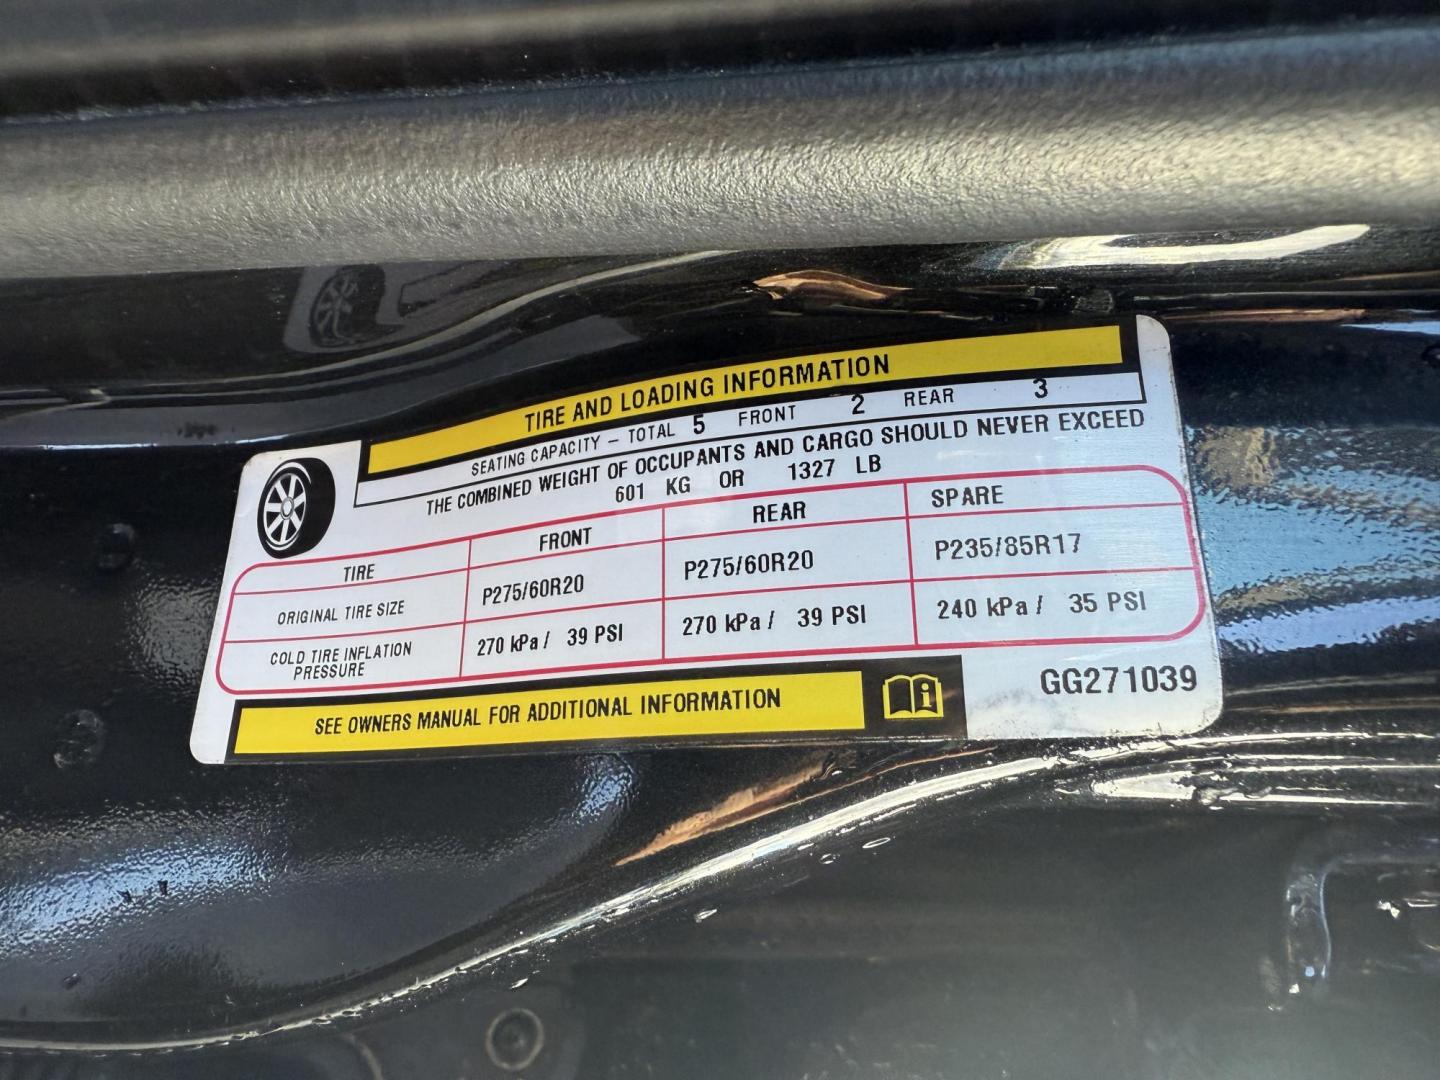 TIRE AND LOADING INFORMATION
SEATING CAPACITY – TOTAL 5 FRONT 2 REAR 3
THE COMBINED WEIGHT OF OCCUPANTS AND CARGO SHOULD NEVER EXCEED
601 KG OR 1327 LB
TIRE FRONT REAR SPARE
ORIGINAL TIRE SIZE P275/60R20 P275/60R20 P235/85R17
COLD TIRE INFLATION
PRESSURE 270 kPa / 39 PSI 270 kPa / 39 PSI 240 kPa / 35 PSI
SEE OWNERS MANUAL FOR ADDITIONAL INFORMATION
GG271039